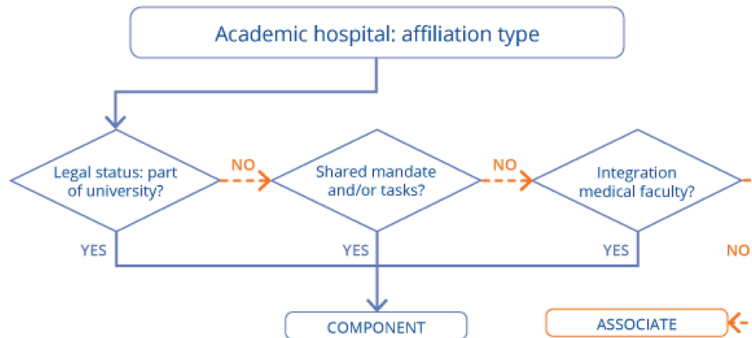 Academic hospital: affiliation type
Legal status: part
of university?
NO
Shared mandate
and/or tasks?
NO
Integration
medical faculty?
YES
YES
YES
NO
COMPONENT
ASSOCIATE